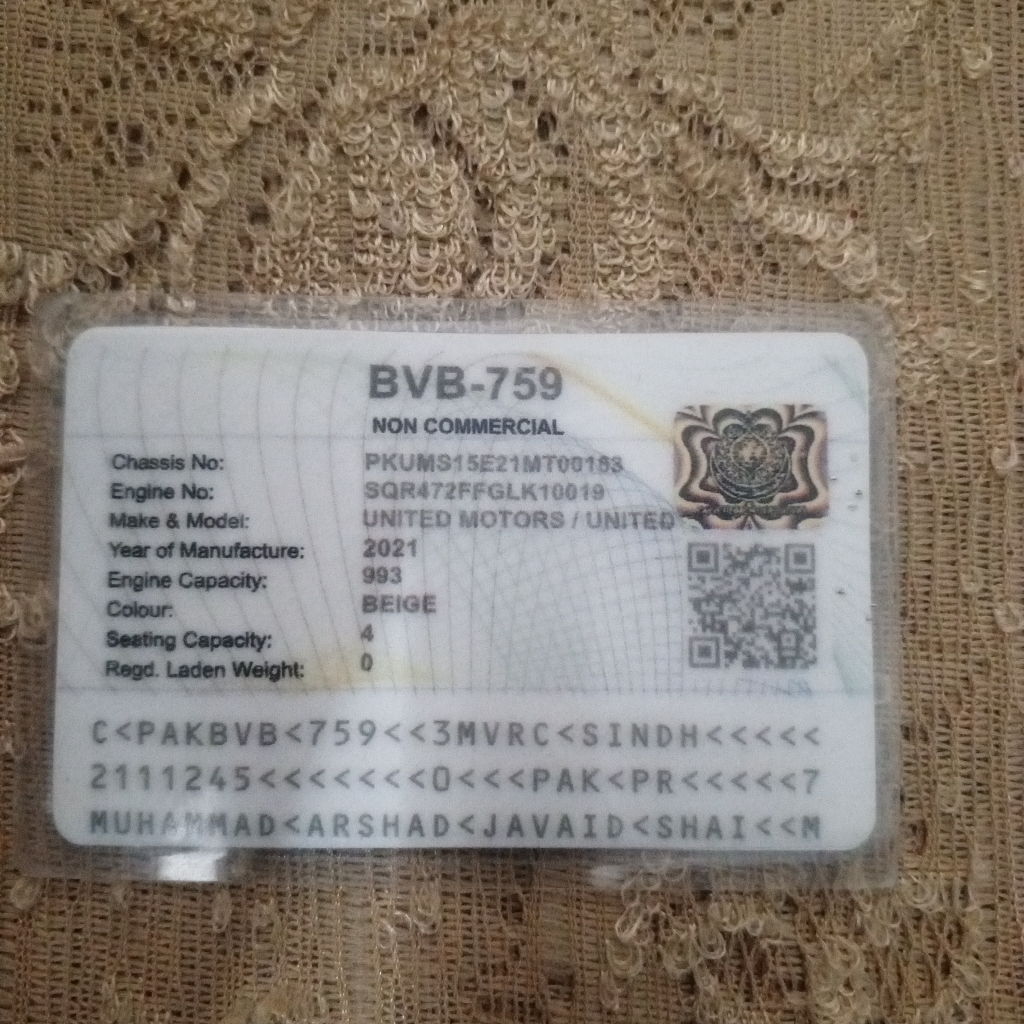 BVB-759
NON COMMERCIAL
Chassis No: PKUMS15E21MT00163
Engine No: SQR472FFGLK10019
Make & Model: UNITED MOTORS / UNITED
Year of Manufacture: 2021
Engine Capacity: 993
Colour: BEIGE
Seating Capacity: 4
Regd. Laden Weight: 0
C<PAKBVB<759<<3MVRC<SINDH<<<<<
2111245<<<<<<<0<<<PAK<PR<<<<<7
MUHAMMAD<ARSHAD<JAVAID<SHAI<<M